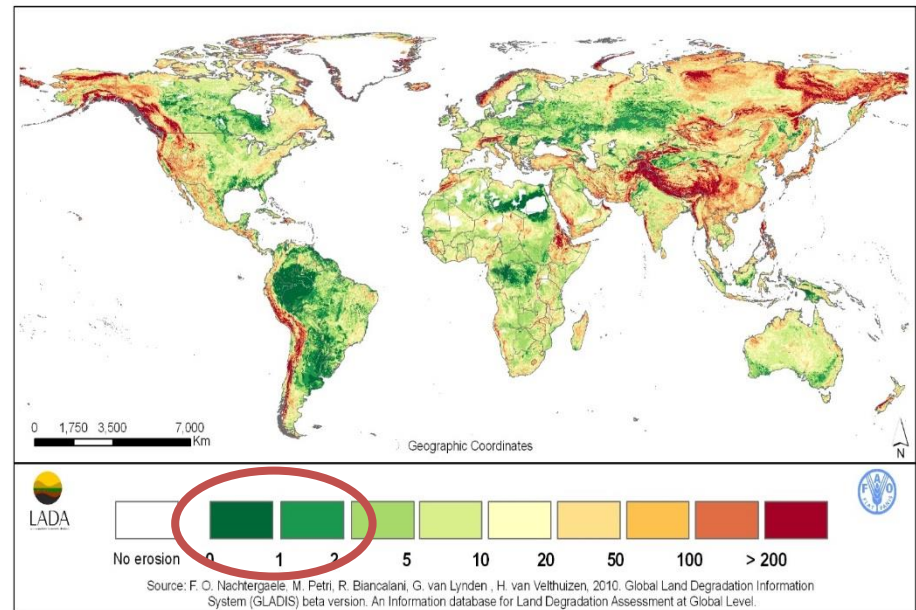 0 1,750 3,500 7,000
Km
Geographic Coordinates
N
LADA
FAO
No erosion 0 1 2 5 10 20 50 100 > 200
Source: F. O. Nachtergaele, M. Petri, R. Biancalani, G. van Lynden , H. van Velthuizen, 2010. Global Land Degradation Information
System (GLADIS) beta version. An Information database for Land Degradation Assessment at Global Level.